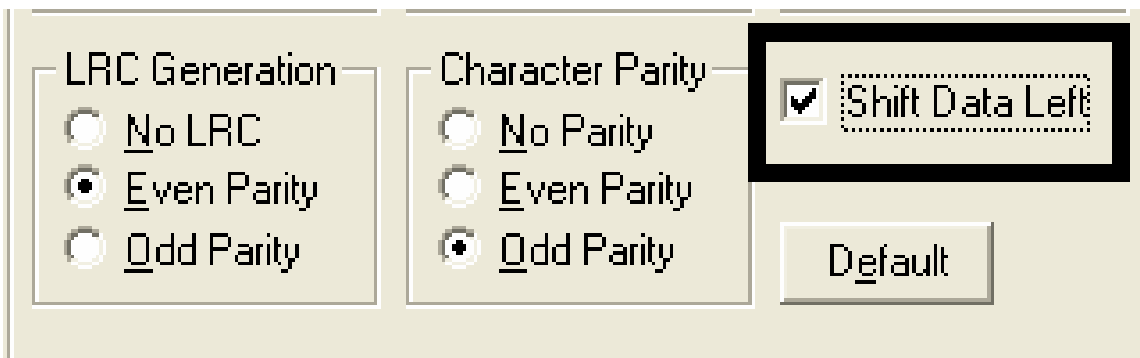 LRC Generation
No LRC
Even Parity
Odd Parity
Character Parity
No Parity
Even Parity
Odd Parity
Shift Data Left
Default